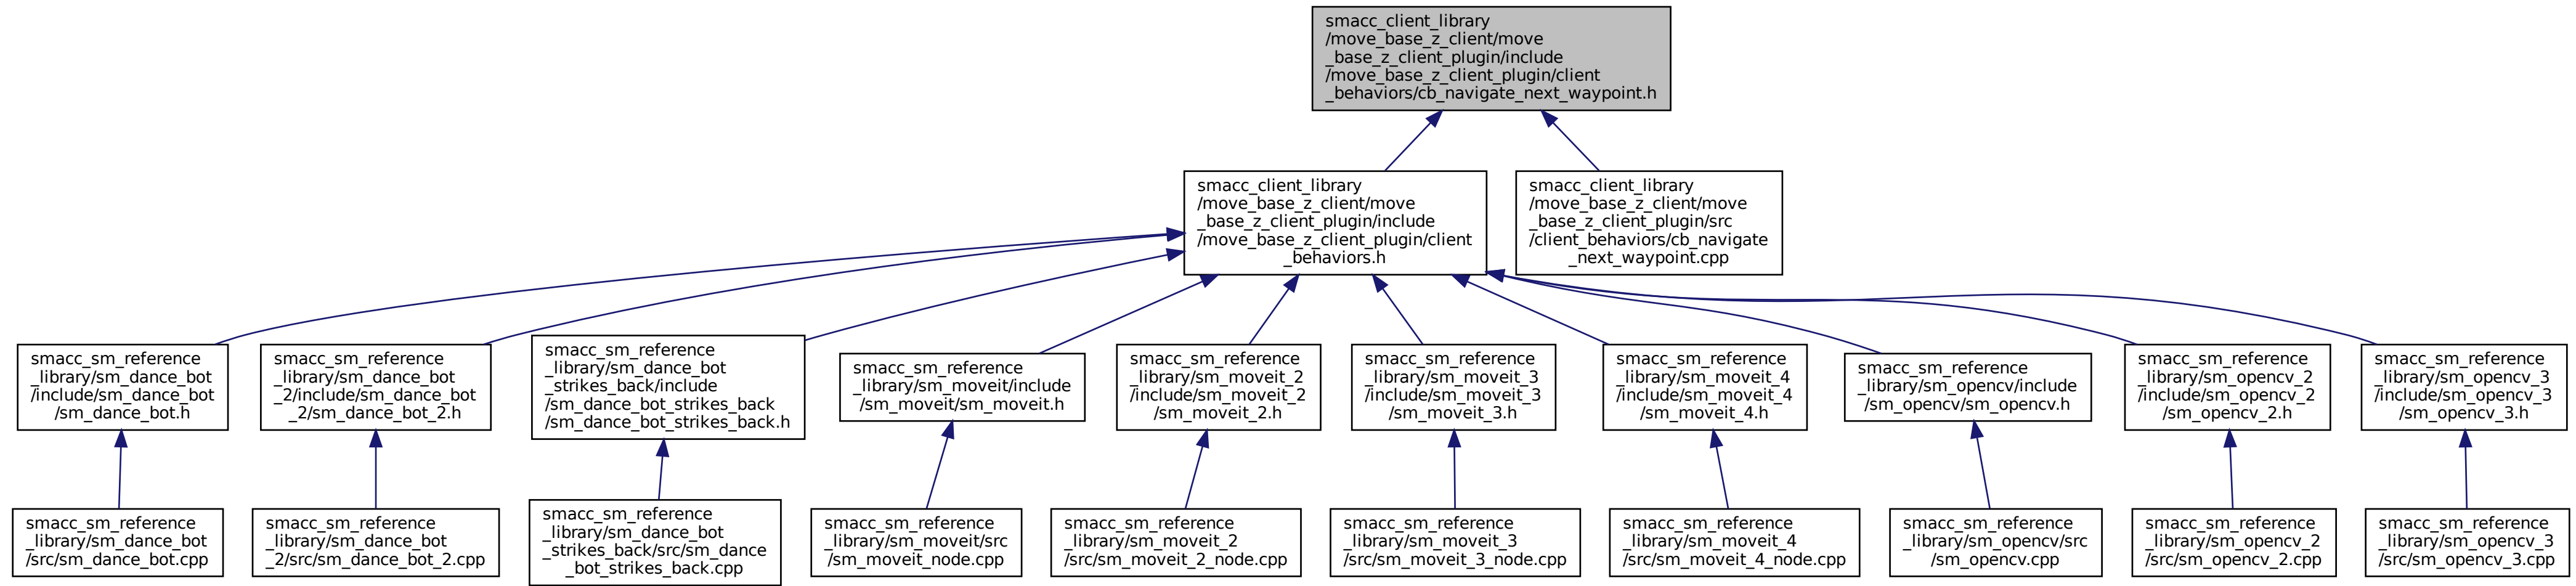 smacc_client_library
/move_base_z_client/move
_base_z_client_plugin/include
/move_base_z_client_plugin/client
_behaviors/cb_navigate_next_waypoint.h
smacc_client_library
/move_base_z_client/move
_base_z_client_plugin/include
/move_base_z_client_plugin/client
_behaviors.h
smacc_client_library
/move_base_z_client/move
_base_z_client_plugin/src
/client_behaviors/cb_navigate
_next_waypoint.cpp
smacc_sm_reference
_library/sm_dance_bot
/include/sm_dance_bot
/sm_dance_bot.h
smacc_sm_reference
_library/sm_dance_bot
_2/include/sm_dance_bot
_2/sm_dance_bot_2.h
smacc_sm_reference
_library/sm_dance_bot
_strikes_back/include
/sm_dance_bot_strikes_back
/sm_dance_bot_strikes_back.h
smacc_sm_reference
_library/sm_moveit/include
/sm_moveit/sm_moveit.h
smacc_sm_reference
_library/sm_moveit_2
/include/sm_moveit_2
/sm_moveit_2.h
smacc_sm_reference
_library/sm_moveit_3
/include/sm_moveit_3
/sm_moveit_3.h
smacc_sm_reference
_library/sm_moveit_4
/include/sm_moveit_4
/sm_moveit_4.h
smacc_sm_reference
_library/sm_opencv/include
/sm_opencv/sm_opencv.h
smacc_sm_reference
_library/sm_opencv_2
/include/sm_opencv_2
/sm_opencv_2.h
smacc_sm_reference
_library/sm_opencv_3
/include/sm_opencv_3
/sm_opencv_3.h
smacc_sm_reference
_library/sm_dance_bot
/src/sm_dance_bot.cpp
smacc_sm_reference
_library/sm_dance_bot
_2/src/sm_dance_bot_2.cpp
smacc_sm_reference
_library/sm_dance_bot
_strikes_back/src/sm_dance
_bot_strikes_back.cpp
smacc_sm_reference
_library/sm_moveit/src
/sm_moveit_node.cpp
smacc_sm_reference
_library/sm_moveit_2
/src/sm_moveit_2_node.cpp
smacc_sm_reference
_library/sm_moveit_3
/src/sm_moveit_3_node.cpp
smacc_sm_reference
_library/sm_moveit_4
/src/sm_moveit_4_node.cpp
smacc_sm_reference
_library/sm_opencv/src
/sm_opencv.cpp
smacc_sm_reference
_library/sm_opencv_2
/src/sm_opencv_2.cpp
smacc_sm_reference
_library/sm_opencv_3
/src/sm_opencv_3.cpp